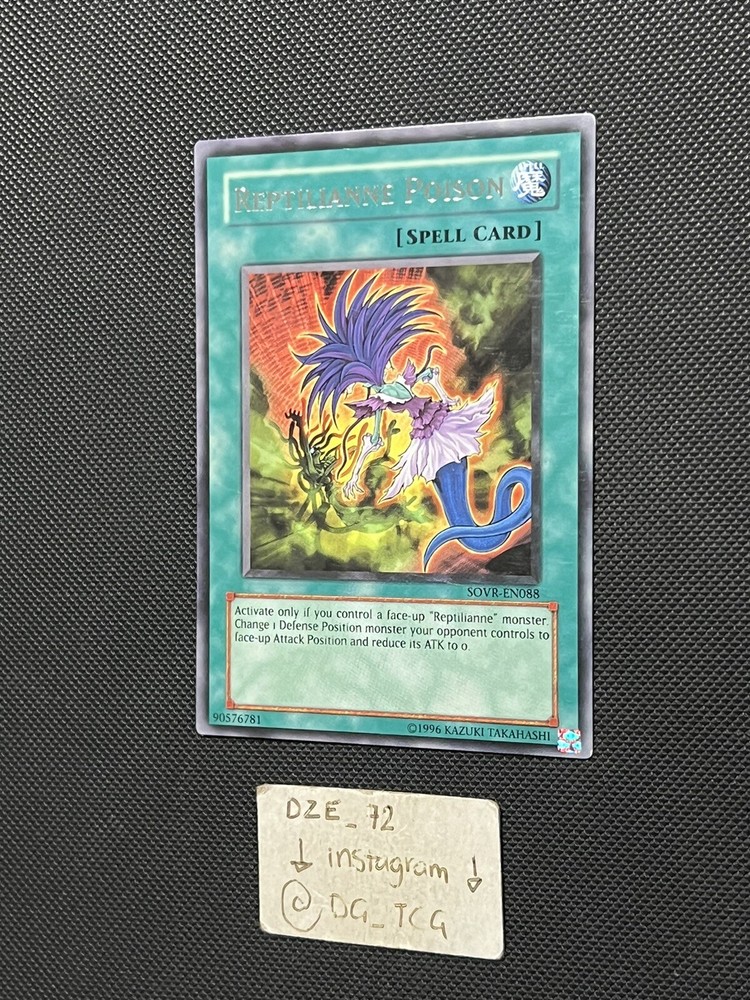 REPTILIANNE POISON 魔
[SPELL CARD]
SOVR-EN088
Activate only if you control a face-up "Reptilianne" monster.
Change 1 Defense Position monster your opponent controls to
face-up Attack Position and reduce its ATK to 0.
90576781
©1996 KAZUKI TAKAHASHI
DZE_72
↓ instagram ↓
@DG_TCG